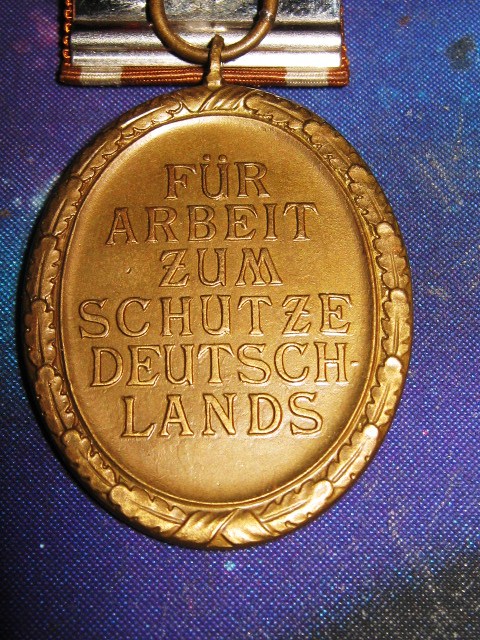 FÜR
ARBEIT
ZUM
SCHUTZE
DEUTSCH-
LANDS